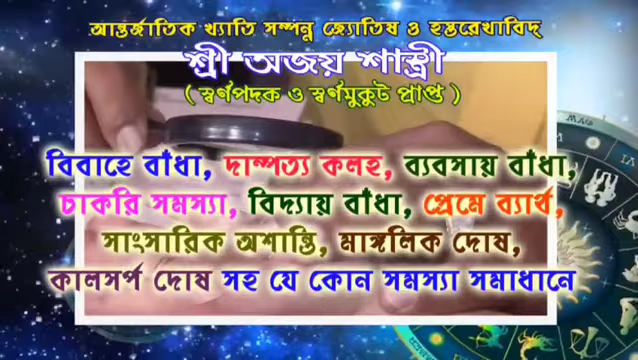 আন্তর্জাতিক খ্যাতি সম্পন্ন জ্যোতিষ ও হস্তরেখাবিদ্
শ্রী অজয় শাস্ত্রী
( স্বর্ণপদক ও স্বর্ণমুকুট প্রাপ্ত )
বিবাহে বাঁধা, দাম্পত্য কলহ, ব্যবসায় বাঁধা,
চাকরি সমস্যা, বিদ্যায় বাঁধা, প্রেমে ব্যার্থ,
সাংসারিক অশান্তি, মাঙ্গলিক দোষ,
কালসর্প দোষ সহ যে কোন সমস্যা সমাধানে